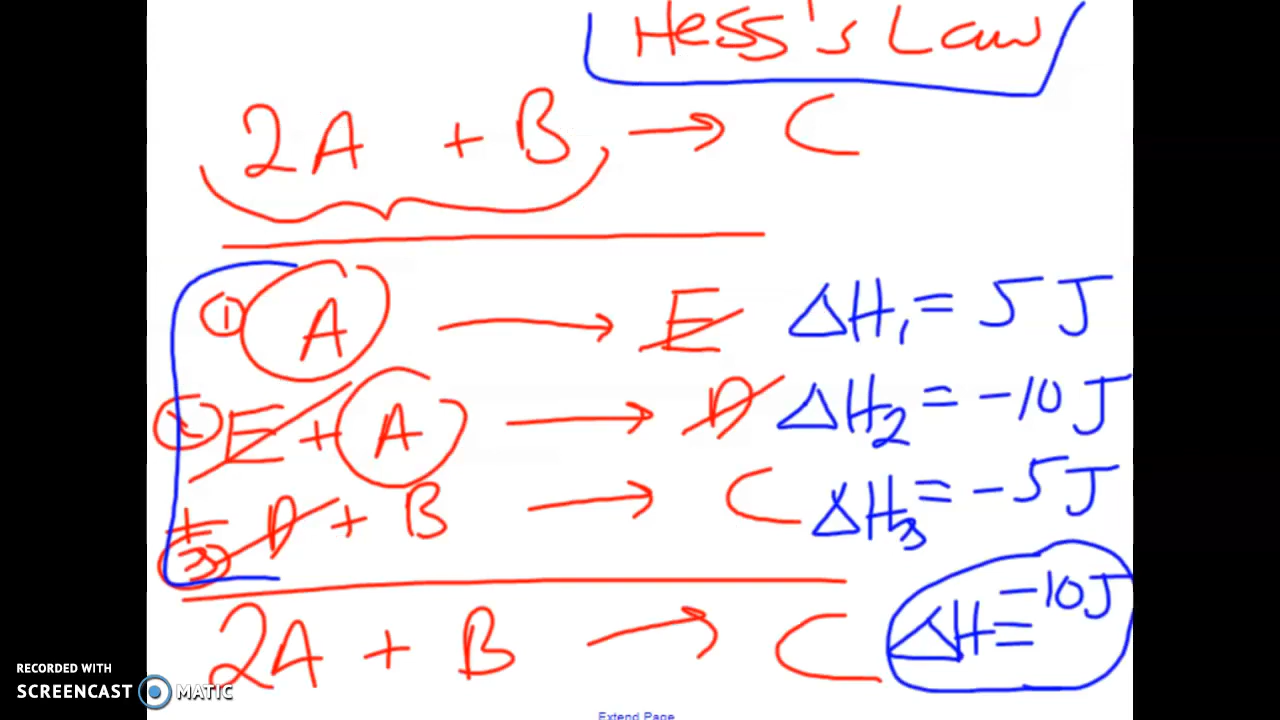 Hess's Law
2A + B → C
① A → E ΔH₁ = 5 J
② E + A → D ΔH₂ = -10 J
+ ③ D + B → C ΔH₃ = -5 J
2A + B → C ΔH = -10 J
RECORDED WITH
SCREENCAST MATIC
Extend Page